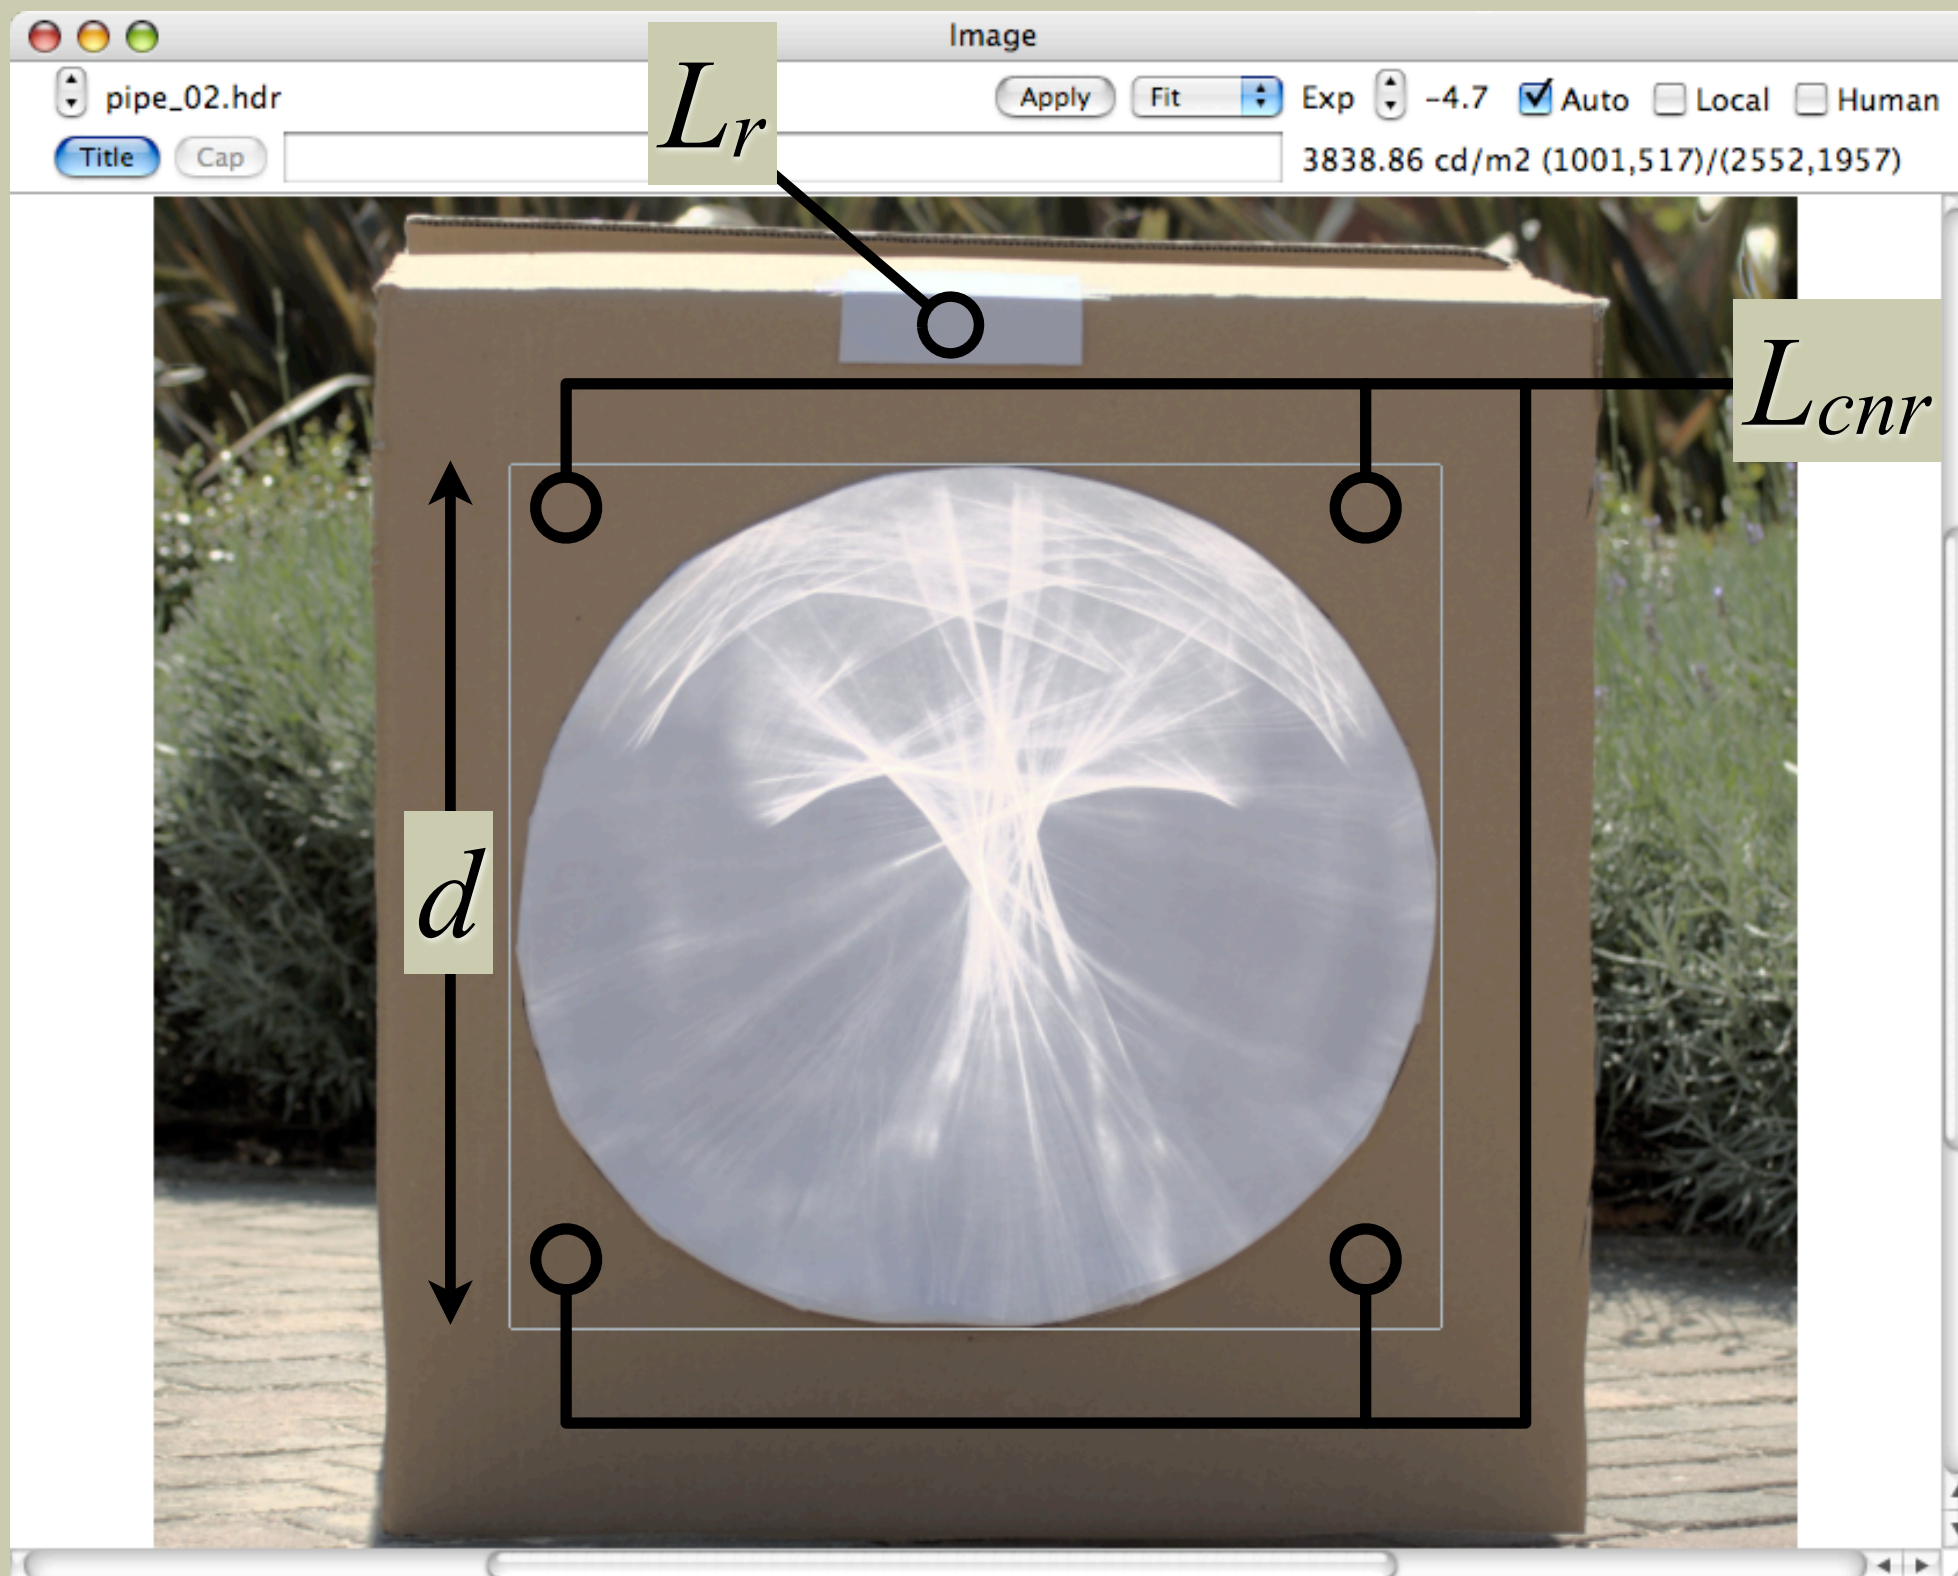 Image
pipe_02.hdr
Apply Fit Exp -4.7 Auto Local Human
Title Cap 3838.86 cd/m2 (1001,517)/(2552,1957)
Lr
Lcnr
d